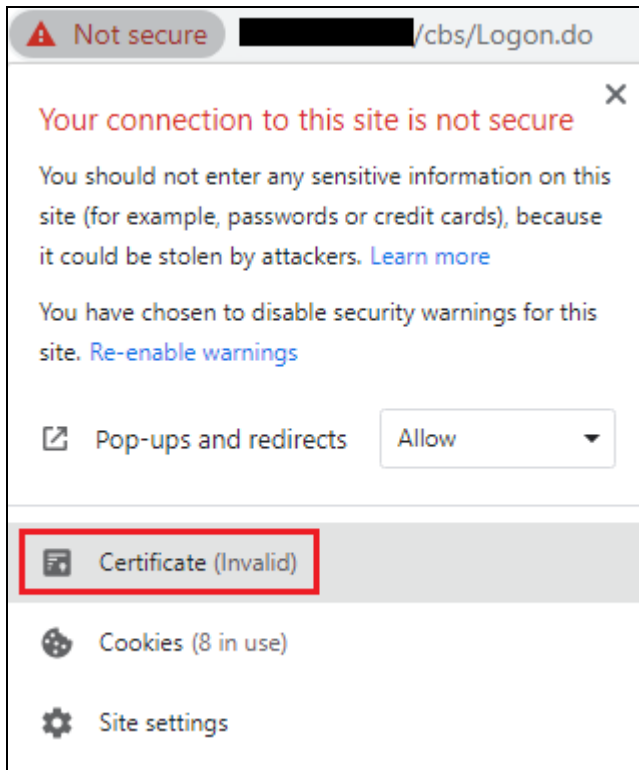 Not secure /cbs/Logon.do
Your connection to this site is not secure
You should not enter any sensitive information on this
site (for example, passwords or credit cards), because
it could be stolen by attackers. Learn more
You have chosen to disable security warnings for this
site. Re-enable warnings
Pop-ups and redirects Allow
Certificate (Invalid)
Cookies (8 in use)
Site settings